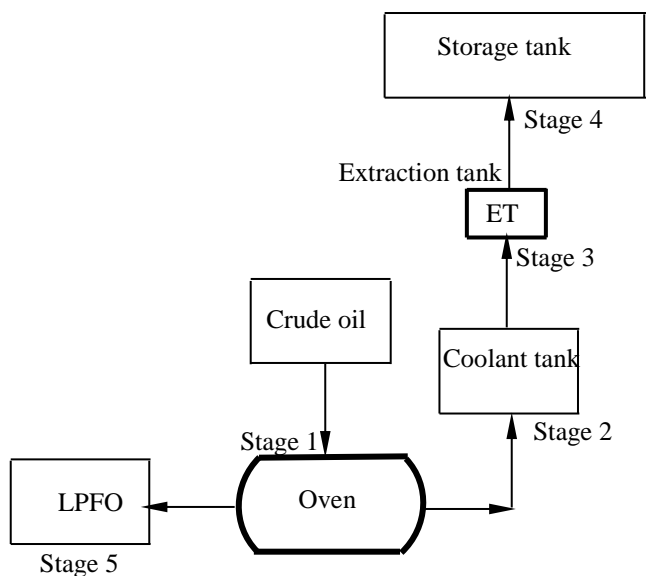 Storage tank
Stage 4
Extraction tank
ET
Stage 3
Crude oil
Coolant tank
Stage 2
Stage 1
Oven
LPFO
Stage 5